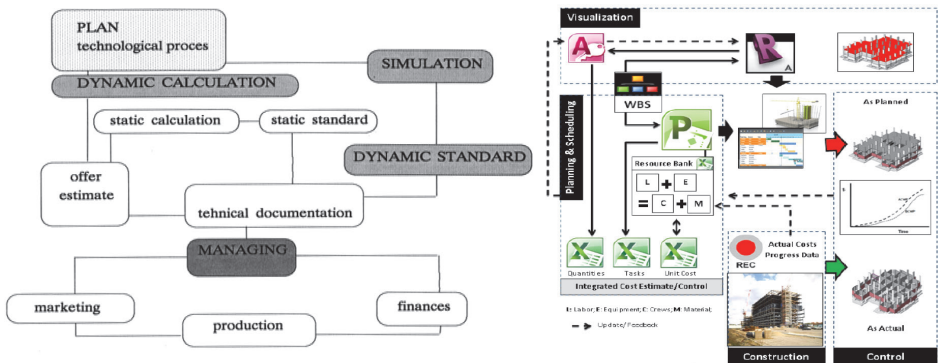 PLAN
technological proces
SIMULATION
DYNAMIC CALCULATION
static calculation
static standard
DYNAMIC STANDARD
offer
estimate
tehnical documentation
MANAGING
marketing
finances
production
Visualization
A
R
A
WBS
Planning & Scheduling
P
Resource Bank
L + E
= C + M
As Planned
Time
Quantities
Tasks
Unit Cost
Integrated Cost Estimate/Control
L: Labor; E: Equipment; C: Crews; M: Material;
Update/ Feedback
REC
Actual Costs
Progress Data
As Actual
Construction
Control